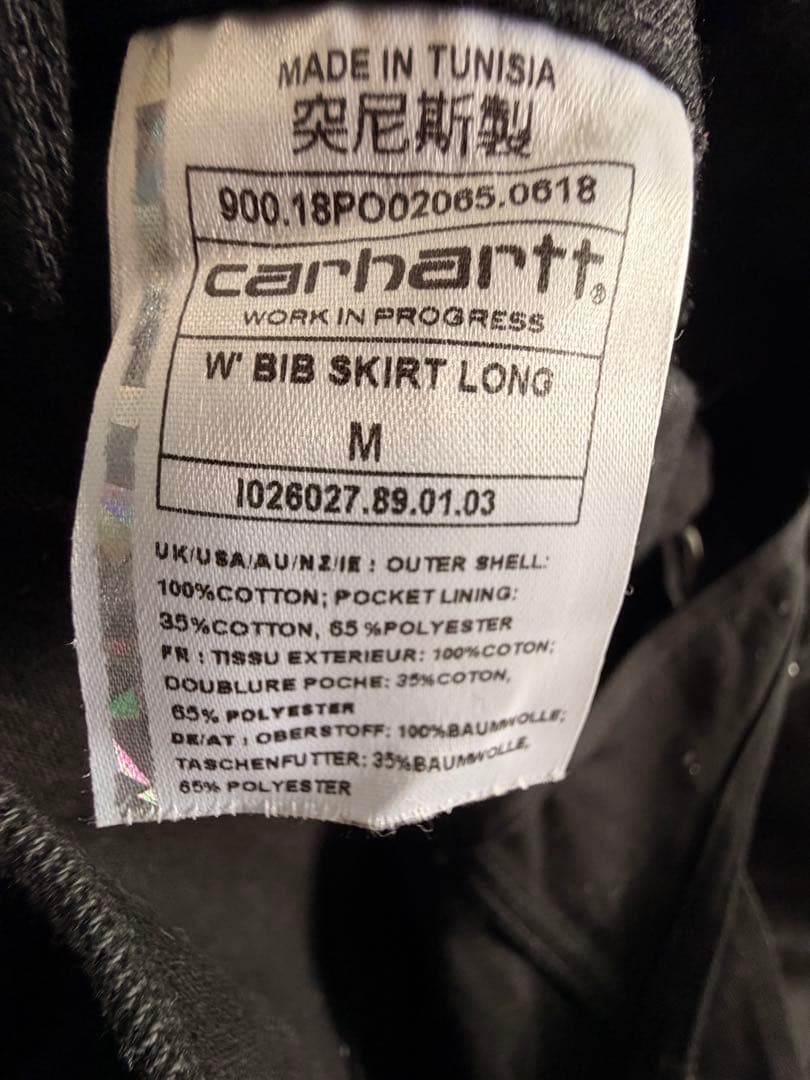 MADE IN TUNISIA
突尼斯製
900.18PO02065.0618
carhartt®
WORK IN PROGRESS
W' BIB SKIRT LONG
M
I026027.89.01.03
UK/USA/AU/NZ/IE : OUTER SHELL:
100%COTTON; POCKET LINING:
35%COTTON, 65 %POLYESTER
FR : TISSU EXTERIEUR: 100%COTON;
DOUBLURE POCHE: 35%COTON,
65% POLYESTER
DE/AT : OBERSTOFF: 100%BAUMWOLLE;
TASCHENFUTTER: 35%BAUMWOLLE,
65% POLYESTER